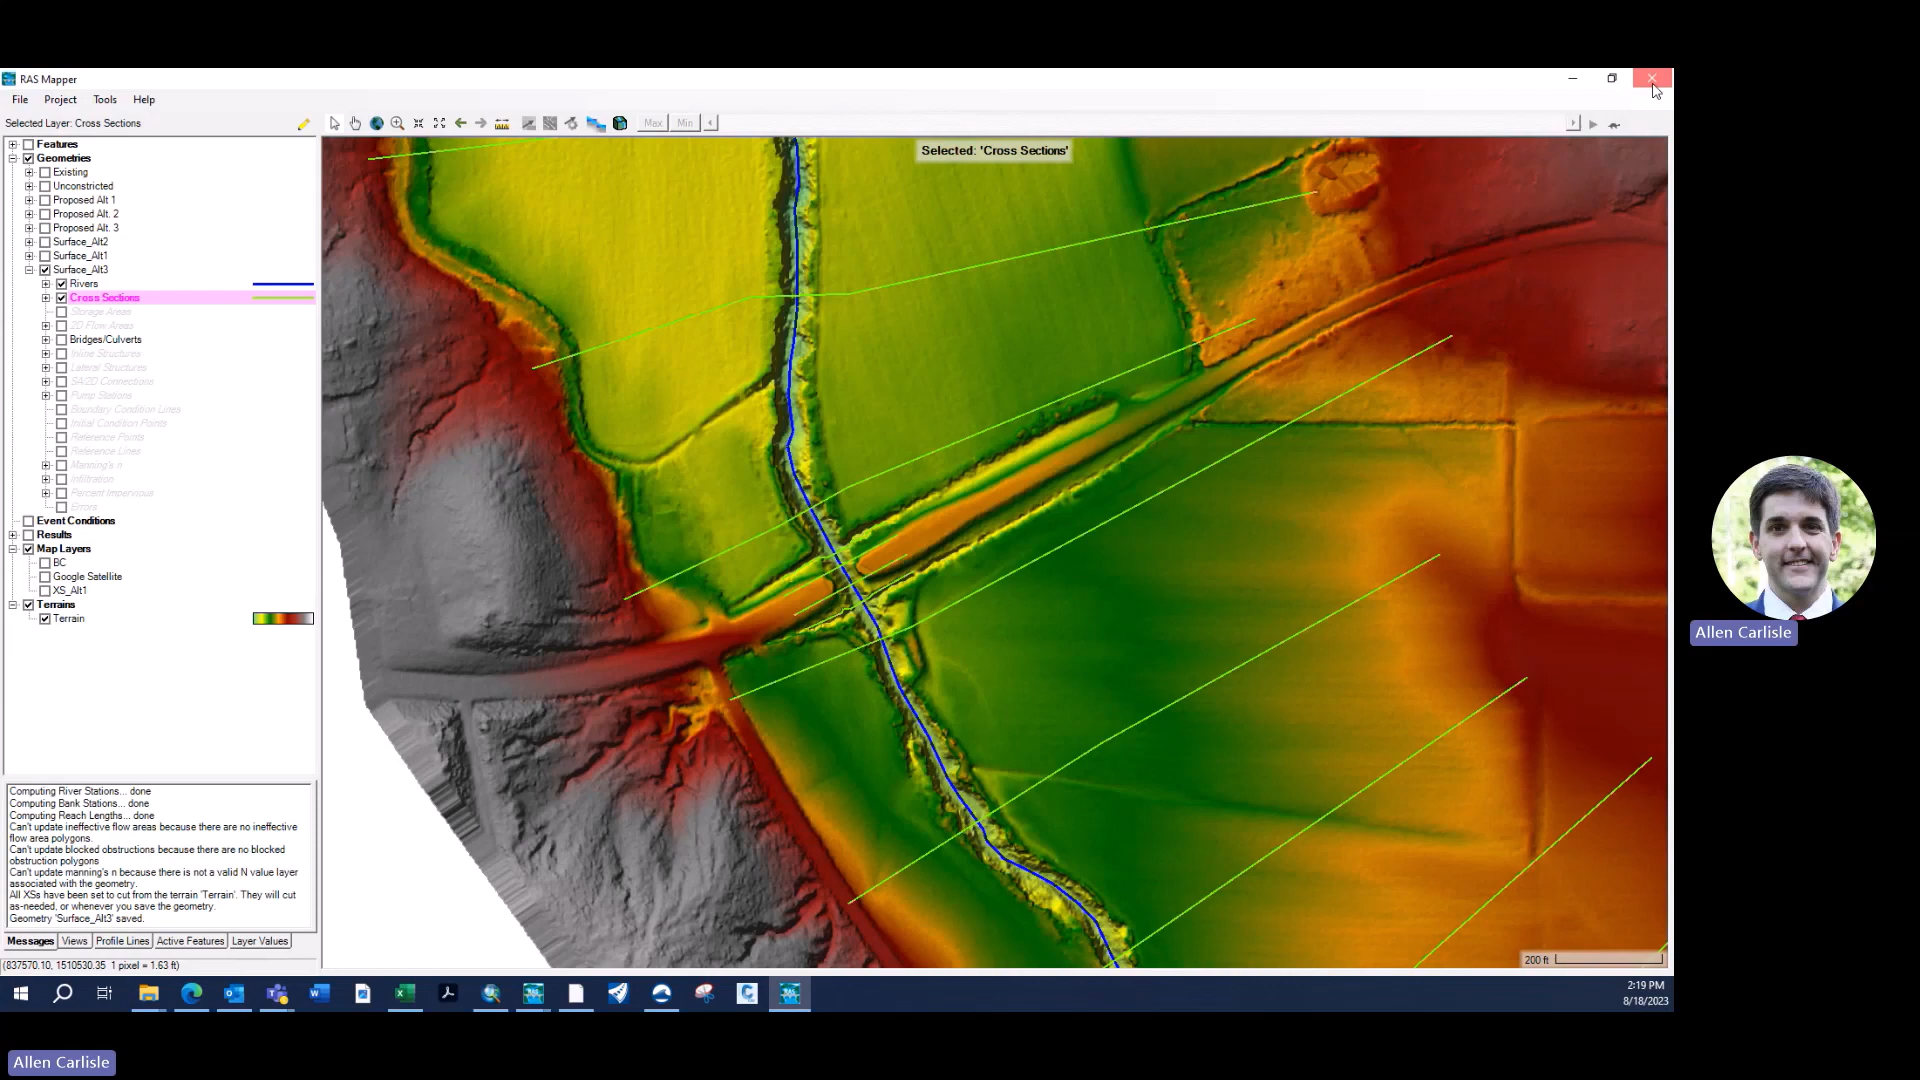 RAS Mapper
File Project Tools Help
Selected Layer: Cross Sections
Max Min
Selected: 'Cross Sections'
Features
Geometries
Existing
Unconstricted
Proposed Alt 1
Proposed Alt. 2
Proposed Alt. 3
Surface_Alt2
Surface_Alt1
Surface_Alt3
Rivers
Cross Sections
Storage Areas
2D Flow Areas
Bridges/Culverts
Inline Structures
Lateral Structures
SA/2D Connections
Pump Stations
Boundary Condition Lines
Initial Condition Points
Reference Points
Reference Lines
Manning's n
Infiltration
Percent Impervious
Errors
Event Conditions
Results
Map Layers
BC
Google Satellite
XS_Alt1
Terrains
Terrain
Computing River Stations... done
Computing Bank Stations... done
Computing Reach Lengths... done
Can't update ineffective flow areas because there are no ineffective
flow area polygons.
Can't update blocked obstructions because there are no blocked
obstruction polygons
Can't update manning's n because there is not a valid N value layer
associated with the geometry.
All XSs have been set to cut from the terrain 'Terrain'. They will cut
as-needed, or whenever you save the geometry.
Geometry 'Surface_Alt3' saved.
Messages Views Profile Lines Active Features Layer Values
(837570.10, 1510530.35 1 pixel = 1.63 ft)
200 ft
2:19 PM
8/18/2023
Allen Carlisle
Allen Carlisle